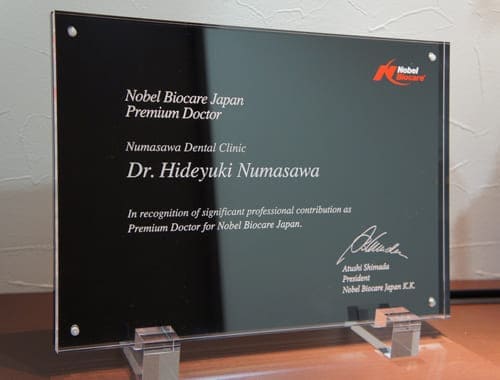 Nobel
Biocare
Nobel Biocare Japan
Premium Doctor
Numasawa Dental Clinic
Dr. Hideyuki Numasawa
In recognition of significant professional contribution as
Premium Doctor for Nobel Biocare Japan.
Atushi Shimada
President
Nobel Biocare Japan K.K.